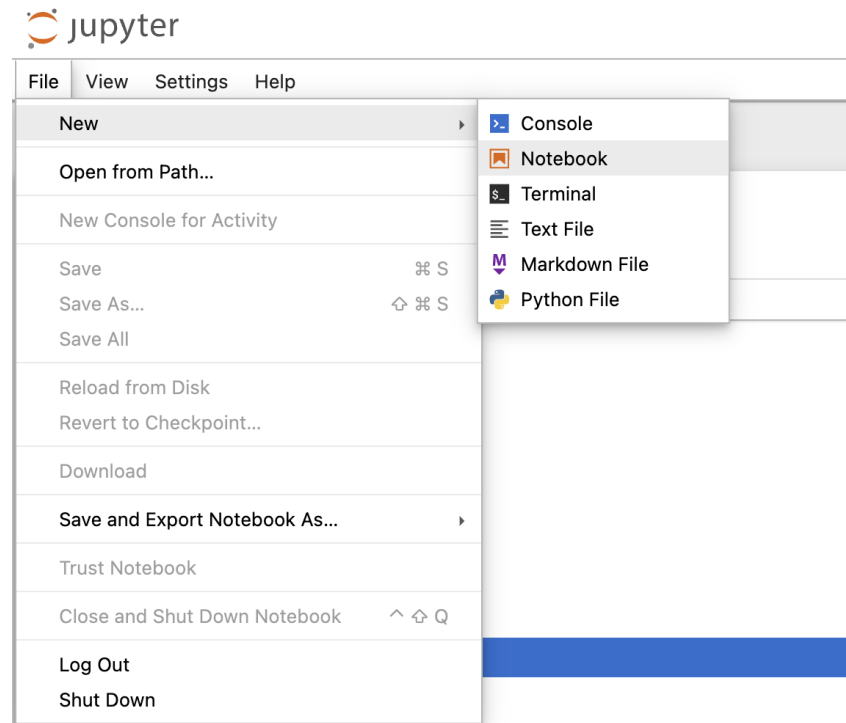 jupyter
File View Settings Help
New
Open from Path...
New Console for Activity
Save ⌘ S
Save As... ⇧ ⌘ S
Save All
Reload from Disk
Revert to Checkpoint...
Download
Save and Export Notebook As...
Trust Notebook
Close and Shut Down Notebook ^ ⇧ Q
Log Out
Shut Down
>_ Console
Notebook
$_ Terminal
Text File
M Markdown File
Python File